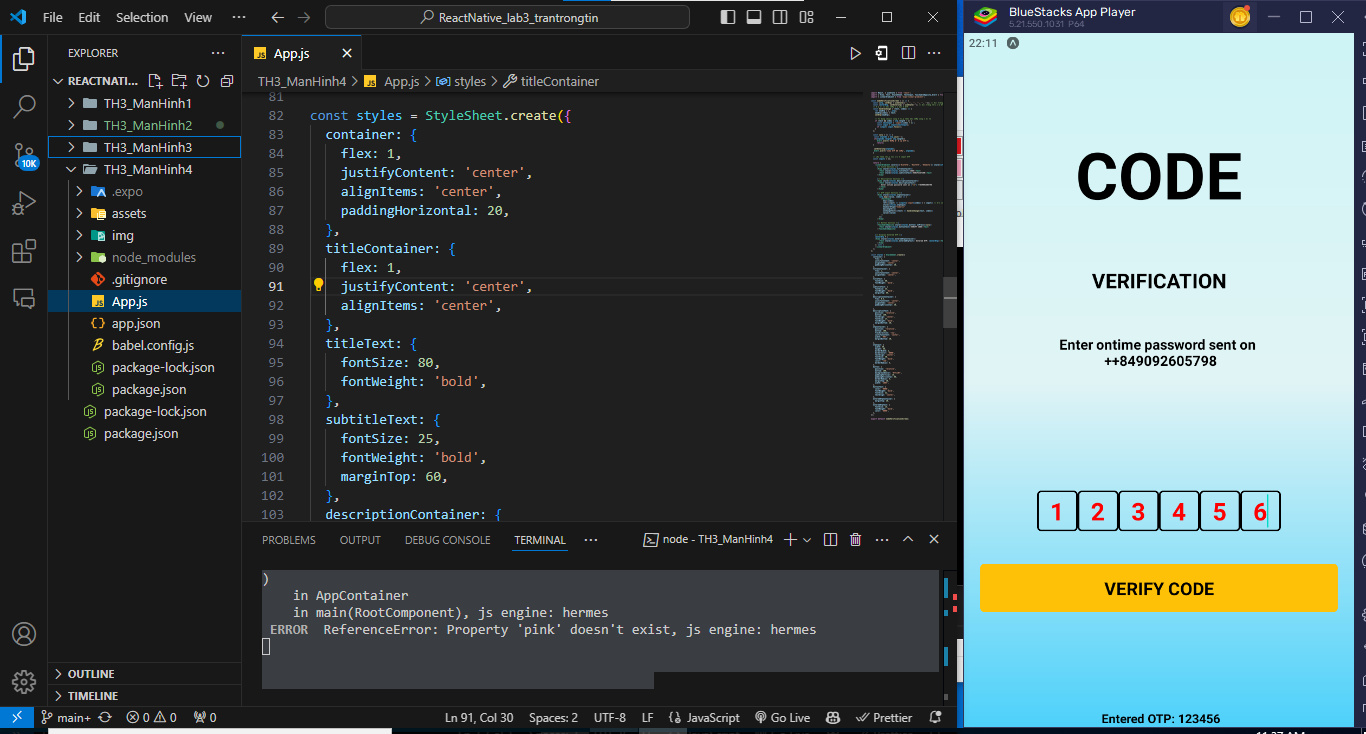 File Edit Selection View ··· ReactNative_lab3_trantrongtin
EXPLORER ···
REACTNATI...
TH3_ManHinh1
TH3_ManHinh2
TH3_ManHinh3
TH3_ManHinh4
.expo
assets
img
node_modules
.gitignore
App.js
app.json
babel.config.js
package-lock.json
package.json
package-lock.json
package.json
OUTLINE
TIMELINE
10K
JS App.js
TH3_ManHinh4 > JS App.js > styles > titleContainer
81
82 const styles = StyleSheet.create({
83 container: {
84 flex: 1,
85 justifyContent: 'center',
86 alignItems: 'center',
87 paddingHorizontal: 20,
88 },
89 titleContainer: {
90 flex: 1,
91 justifyContent: 'center',
92 alignItems: 'center',
93 },
94 titleText: {
95 fontSize: 80,
96 fontWeight: 'bold',
97 },
98 subtitleText: {
99 fontSize: 25,
100 fontWeight: 'bold',
101 marginTop: 60,
102 },
103 descriptionContainer: {
PROBLEMS OUTPUT DEBUG CONSOLE TERMINAL ··· node - TH3_ManHinh4
)
in AppContainer
in main(RootComponent), js engine: hermes
ERROR ReferenceError: Property 'pink' doesn't exist, js engine: hermes
main+ 0 0 0 Ln 91, Col 30 Spaces: 2 UTF-8 LF {} JavaScript Go Live Prettier
BlueStacks App Player
5.21.550.1031 P64
22:11
CODE
VERIFICATION
Enter ontime password sent on
++849092605798
1 2 3 4 5 6
VERIFY CODE
Entered OTP: 123456